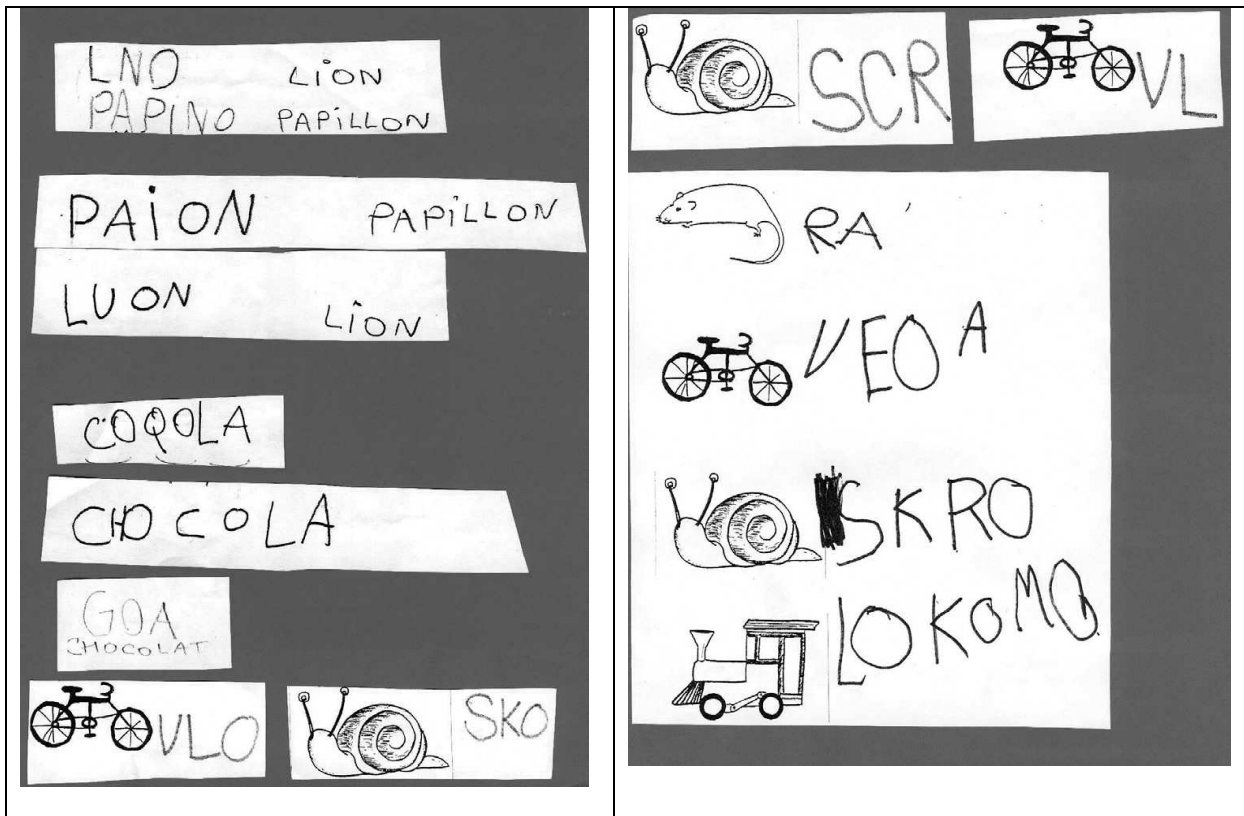 LNO LiON
PAPINO PAPiLLON
PAiON PAPiLLON
LUON LiON
COQOLA
CHOCOLA
GOA
CHOCOLAT
VLO SKO
SCR VL
RA'
VEO A
SKRO
LOKOMO